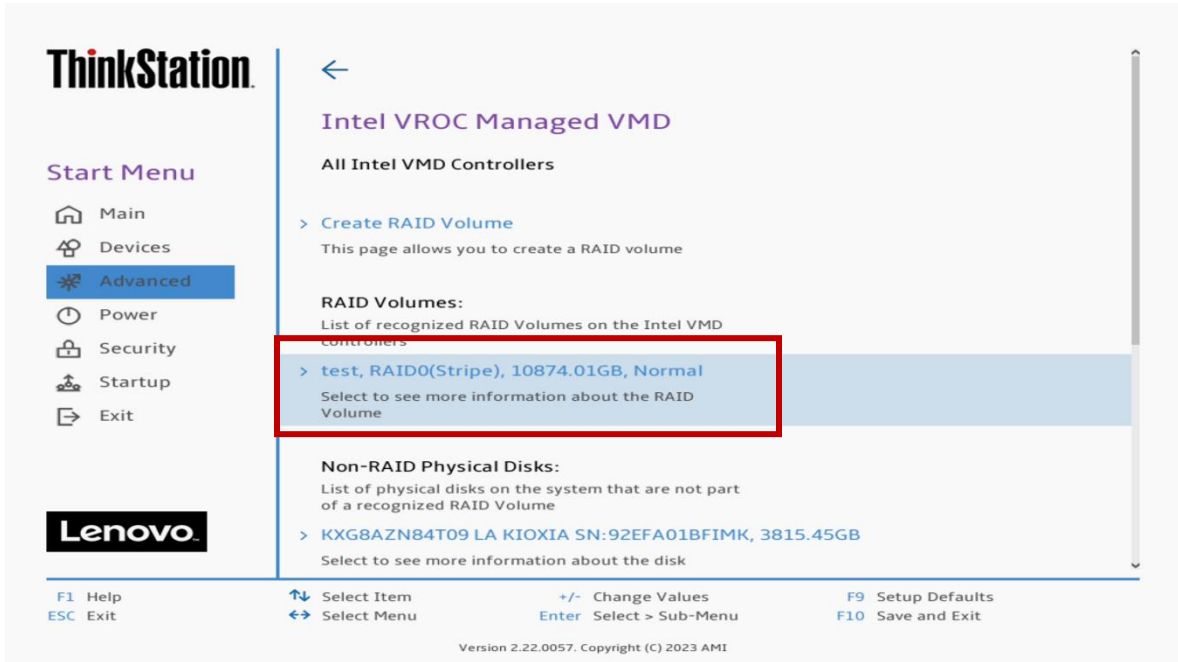 ThinkStation.
Start Menu
Main
Devices
Advanced
Power
Security
Startup
Exit
Lenovo.
Intel VROC Managed VMD
All Intel VMD Controllers
> Create RAID Volume
This page allows you to create a RAID volume
RAID Volumes:
List of recognized RAID Volumes on the Intel VMD
controllers
> test, RAID0(Stripe), 10874.01GB, Normal
Select to see more information about the RAID
Volume
Non-RAID Physical Disks:
List of physical disks on the system that are not part
of a recognized RAID Volume
> KXG8AZN84T09 LA KIOXIA SN:92EFA01BFIMK, 3815.45GB
Select to see more information about the disk
F1 Help
ESC Exit
↑↓ Select Item
↔ Select Menu
+/- Change Values
Enter Select > Sub-Menu
F9 Setup Defaults
F10 Save and Exit
Version 2.22.0057. Copyright (C) 2023 AMI